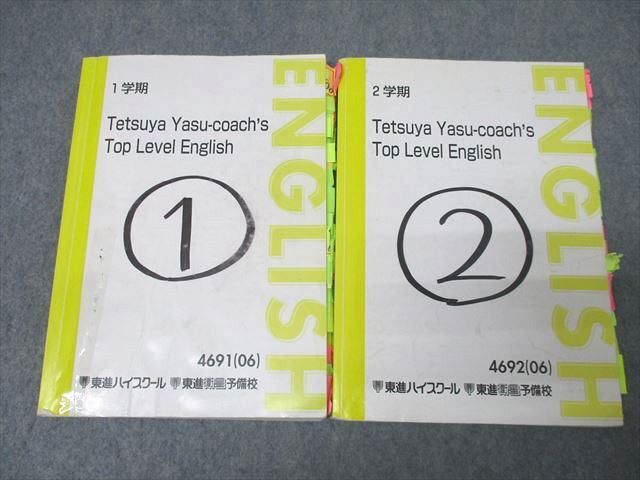 1学期
Tetsuya Yasu-coach's
Top Level English
1
4691(06)
東進ハイスクール 東進衛星予備校
ENGLISH
2学期
Tetsuya Yasu-coach's
Top Level English
2
4692(06)
東進ハイスクール 東進衛星予備校
ENGLISH